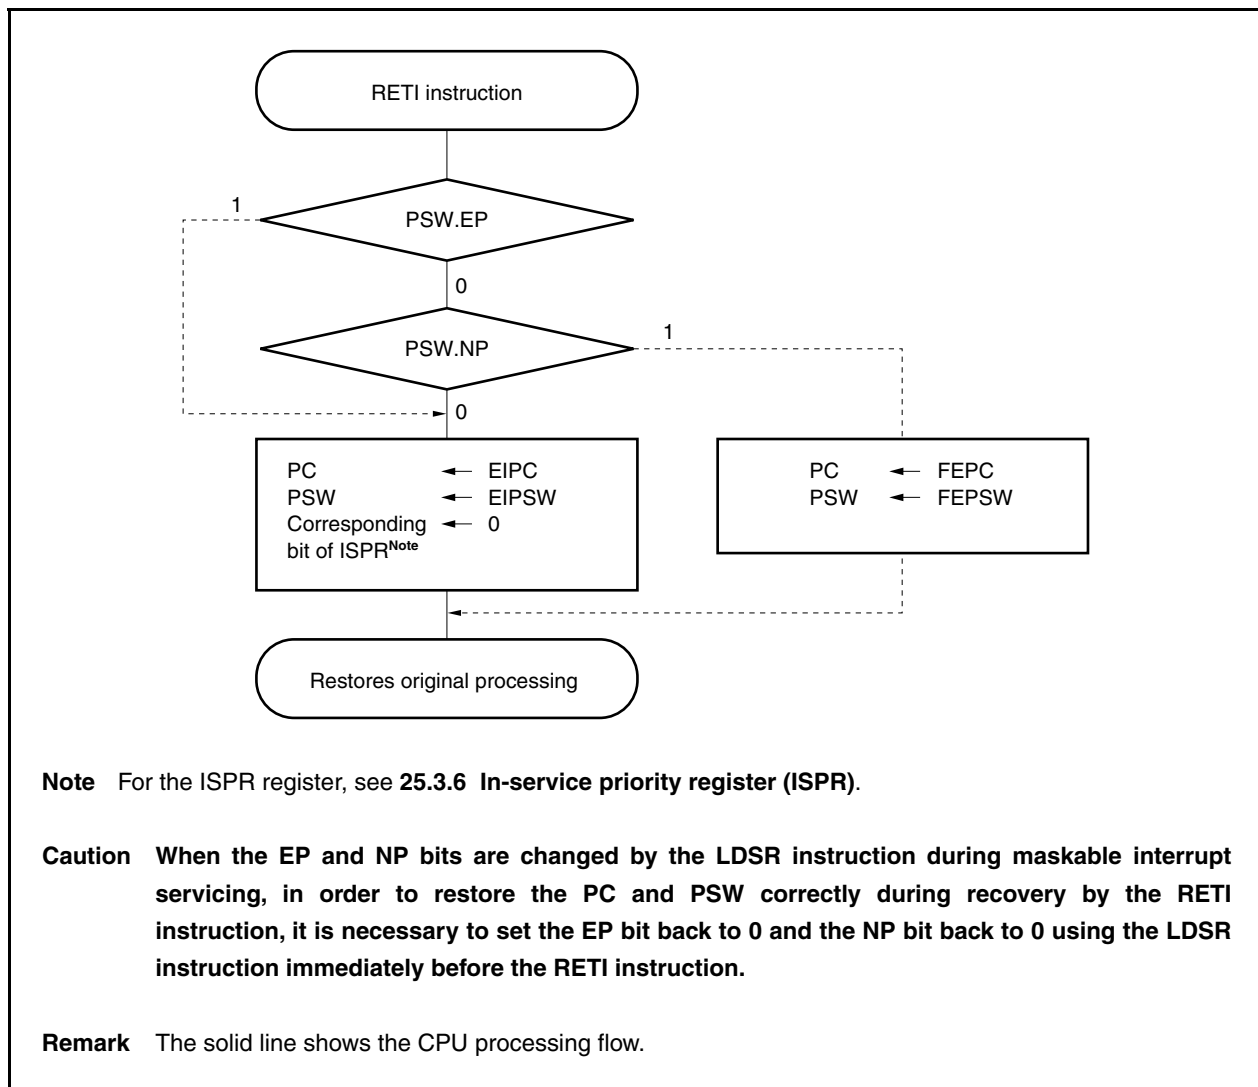 RETI instruction
1
PSW.EP
0
1
PSW.NP
0
PC ← EIPC
PSW ← EIPSW
Corresponding ← 0
bit of ISPRNote
PC ← FEPC
PSW ← FEPSW
Restores original processing
Note For the ISPR register, see 25.3.6 In-service priority register (ISPR).
Caution When the EP and NP bits are changed by the LDSR instruction during maskable interrupt
servicing, in order to restore the PC and PSW correctly during recovery by the RETI
instruction, it is necessary to set the EP bit back to 0 and the NP bit back to 0 using the LDSR
instruction immediately before the RETI instruction.
Remark The solid line shows the CPU processing flow.